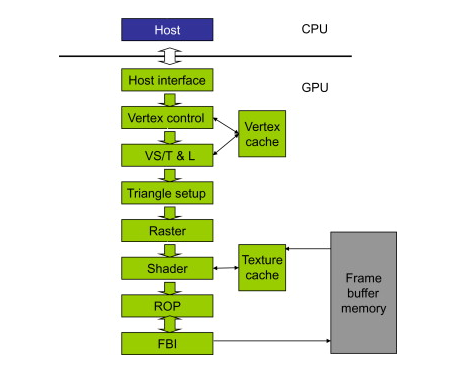 Host
CPU
Host interface
GPU
Vertex control
Vertex
cache
VS/T & L
Triangle setup
Raster
Shader
Texture
cache
Frame
buffer
memory
ROP
FBI